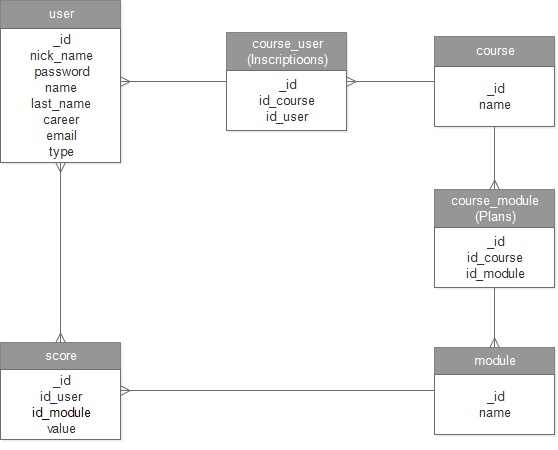 user
_id
nick_name
password
name
last_name
career
email
type
course_user
(Inscriptioons)
_id
id_course
id_user
course
_id
name
course_module
(Plans)
_id
id_course
id_module
score
_id
id_user
id_module
value
module
_id
name